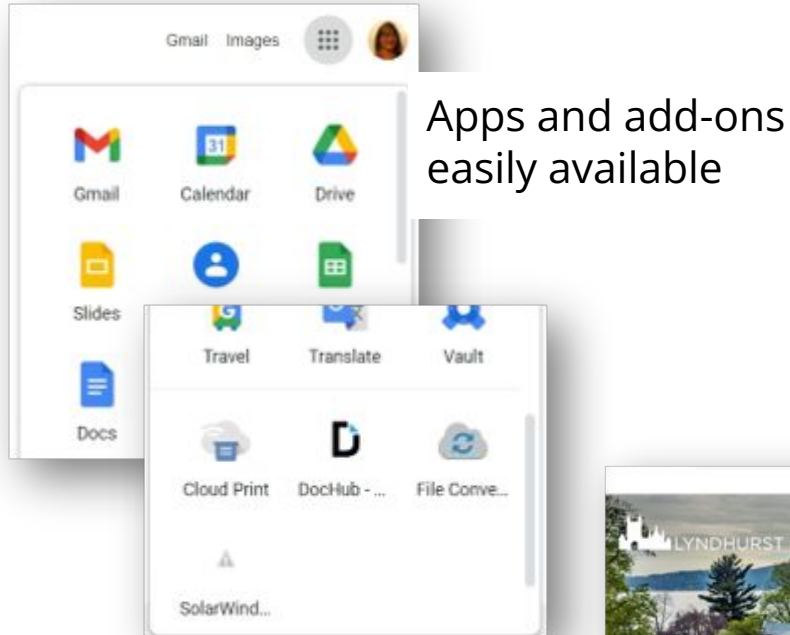 Gmail Images
Apps and add-ons
easily available
31
Gmail Calendar Drive
Slides
Docs
G
Travel Translate Vault
Cloud Print DocHub - ... File Conve...
SolarWind...
LYNDHURST